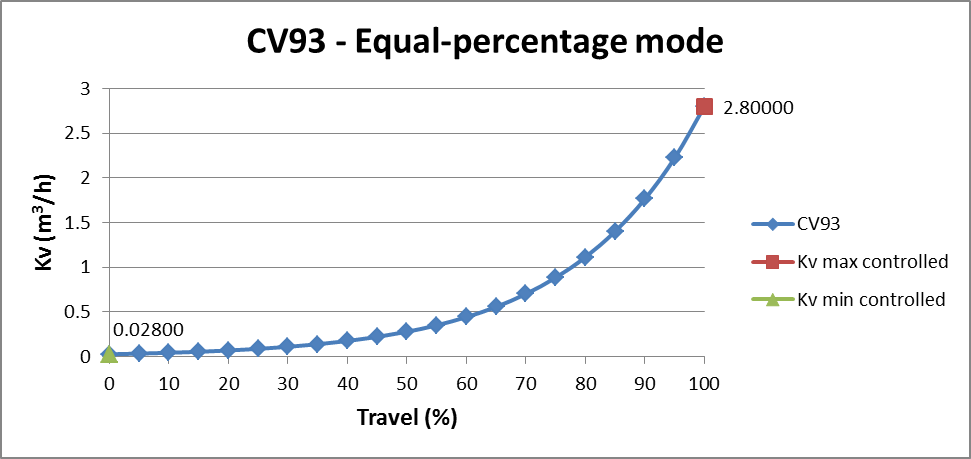 CV93 - Equal-percentage mode
3
2.5
2
1.5
1
0.5
0
Kv (m³/h)
2.80000
0.02800
0 10 20 30 40 50 60 70 80 90 100
Travel (%)
CV93
Kv max controlled
Kv min controlled